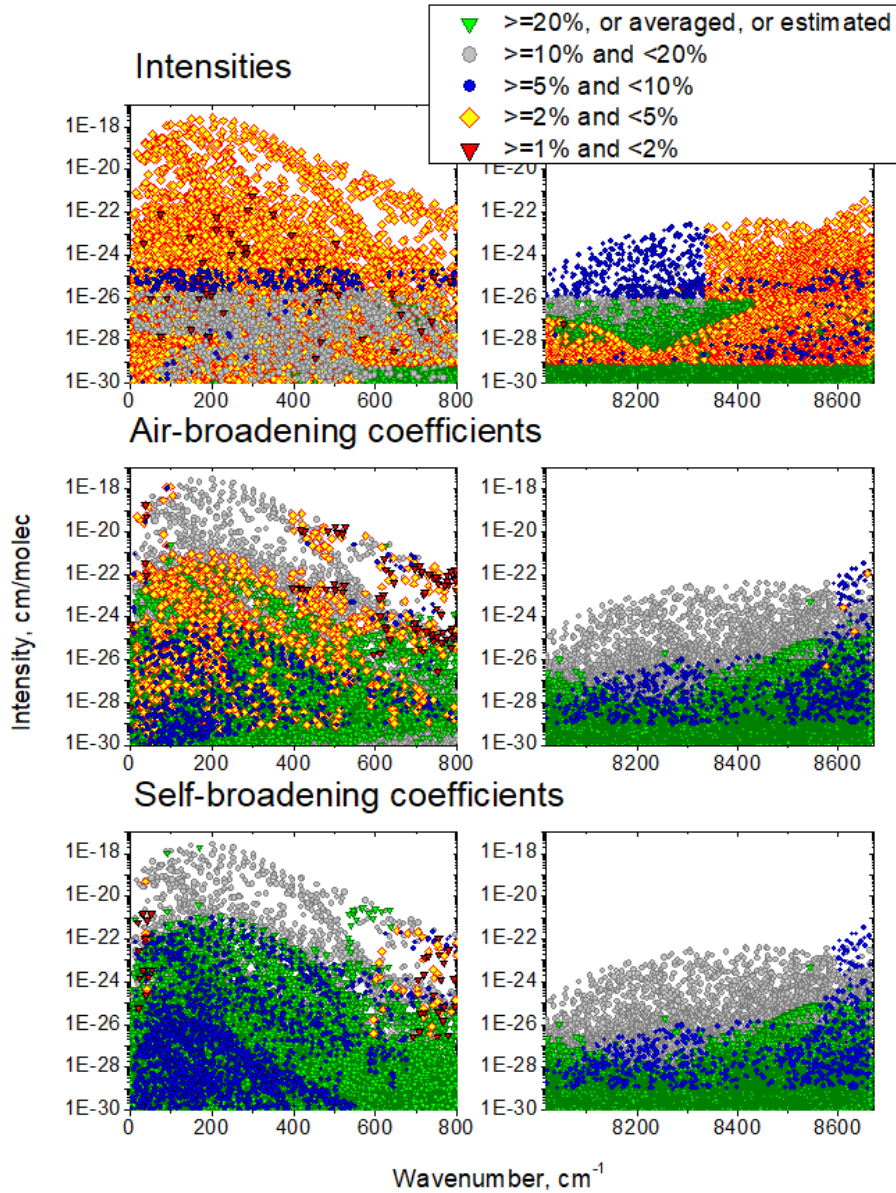 >=20%, or averaged, or estimated
>=10% and <20%
>=5% and <10%
>=2% and <5%
>=1% and <2%
Intensities
1E-18
1E-20
1E-22
1E-24
1E-26
1E-28
1E-30
0 200 400 600 800
1E-20
1E-22
1E-24
1E-26
1E-28
1E-30
8200 8400 8600
Air-broadening coefficients
Intensity, cm/molec
1E-18
1E-20
1E-22
1E-24
1E-26
1E-28
1E-30
0 200 400 600 800
1E-18
1E-20
1E-22
1E-24
1E-26
1E-28
1E-30
8200 8400 8600
Self-broadening coefficients
1E-18
1E-20
1E-22
1E-24
1E-26
1E-28
1E-30
0 200 400 600 800
1E-18
1E-20
1E-22
1E-24
1E-26
1E-28
1E-30
8200 8400 8600
Wavenumber, cm⁻¹